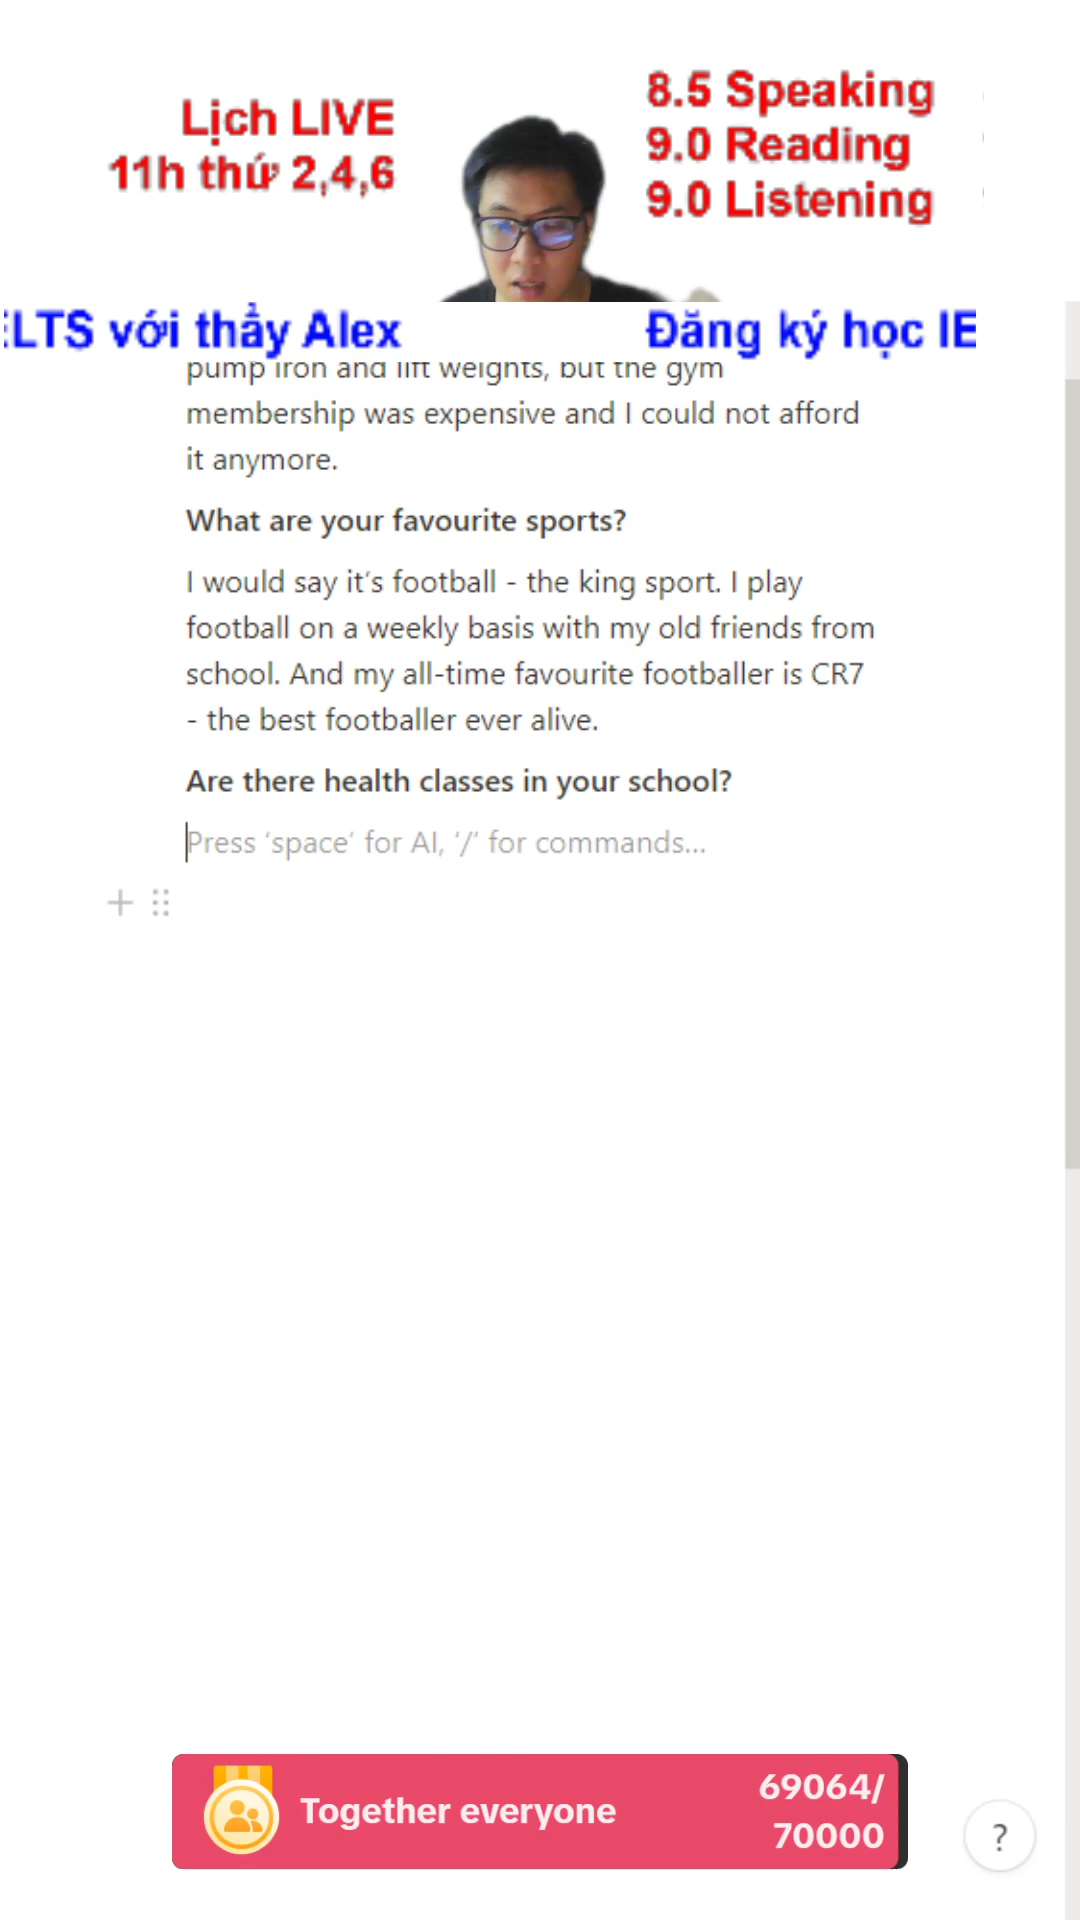 Lịch LIVE
11h thứ 2,4,6
8.5 Speaking
9.0 Reading
9.0 Listening
ELTS với thầy Alex
Đăng ký học IE
pump iron and lift weights, but the gym
membership was expensive and I could not afford
it anymore.
What are your favourite sports?
I would say it's football - the king sport. I play
football on a weekly basis with my old friends from
school. And my all-time favourite footballer is CR7
- the best footballer ever alive.
Are there health classes in your school?
Press 'space' for AI, '/' for commands...
Together everyone
69064/
70000
?